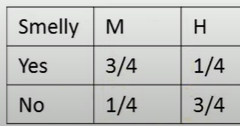 Smelly M H
Yes 3/4 1/4
No 1/4 3/4